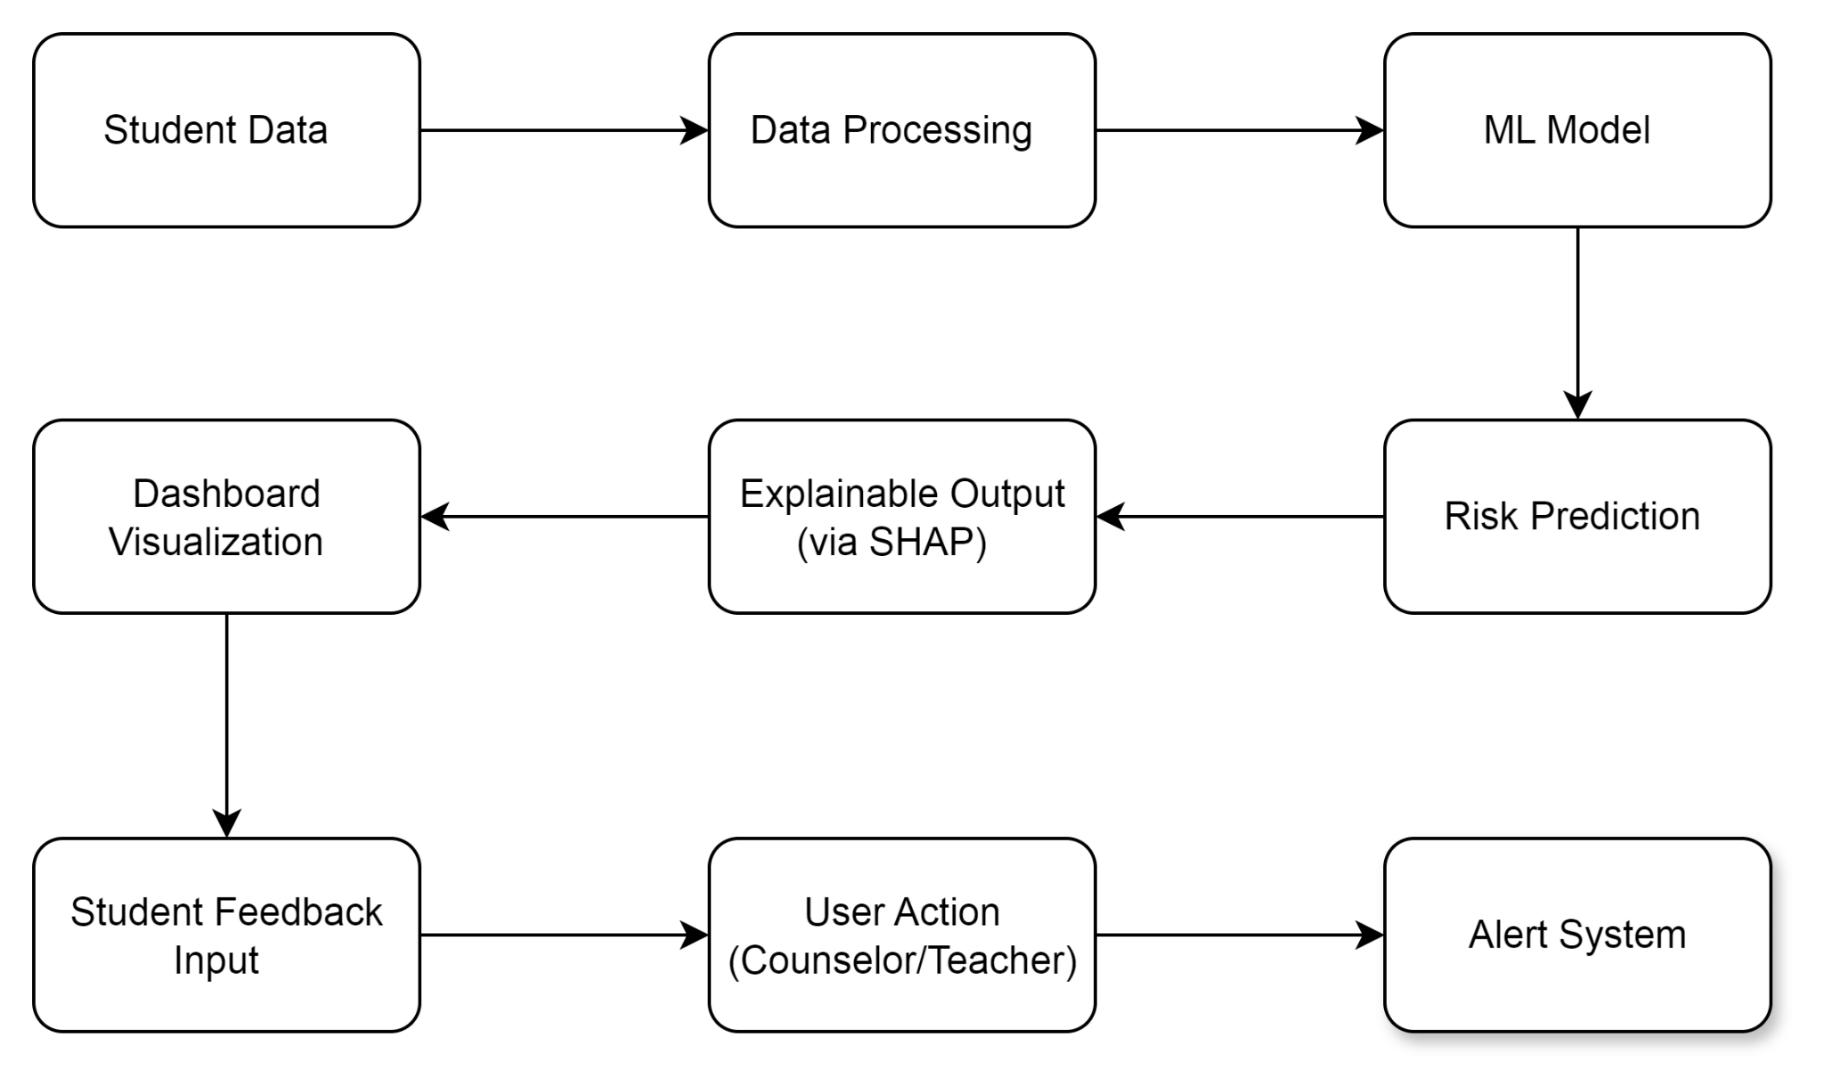 Student Data
Data Processing
ML Model
Dashboard
Visualization
Explainable Output
(via SHAP)
Risk Prediction
Student Feedback
Input
User Action
(Counselor/Teacher)
Alert System